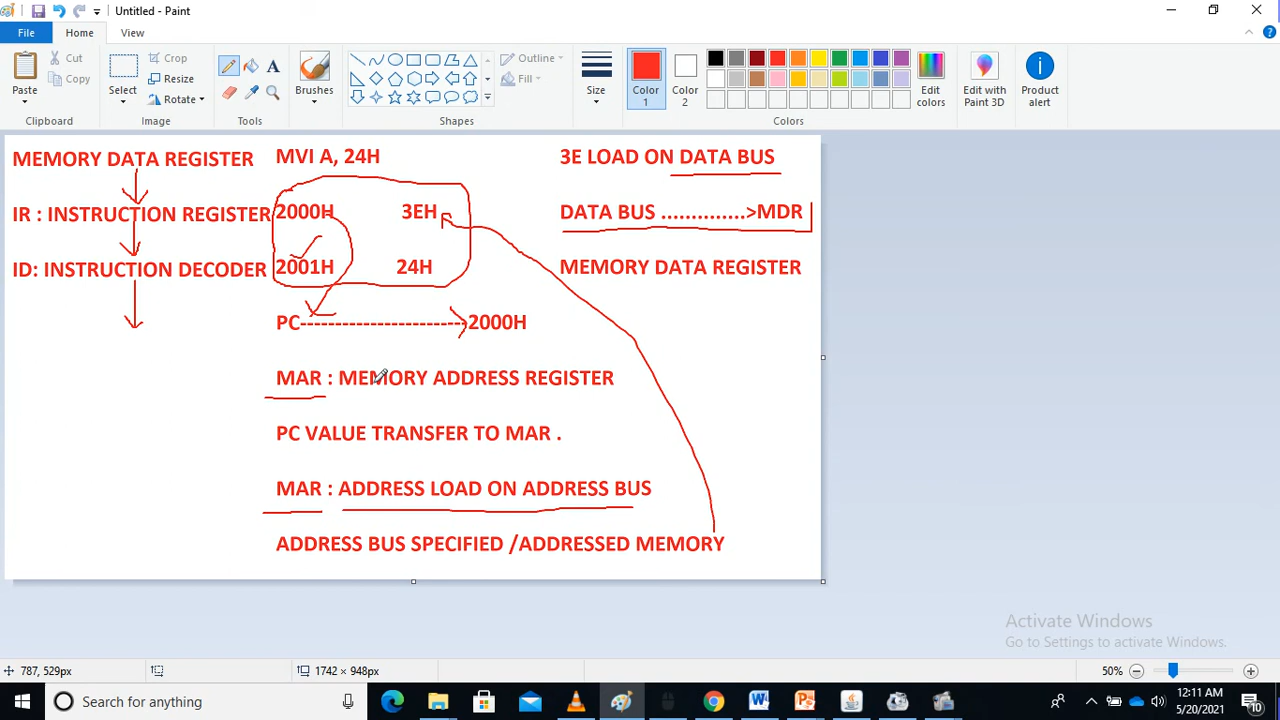 Untitled - Paint
File
Home
View
Paste
Cut
Copy
Clipboard
Select
Crop
Resize
Rotate
Image
A
Tools
Brushes
Outline
Fill
Shapes
Size
Color 1
Color 2
Edit colors
Colors
Edit with Paint 3D
Product alert
MEMORY DATA REGISTER
IR : INSTRUCTION REGISTER
ID: INSTRUCTION DECODER
MVI A, 24H
2000H 3EH
2001H 24H
PC------------------------2000H
MAR : MEMORY ADDRESS REGISTER
PC VALUE TRANSFER TO MAR .
MAR : ADDRESS LOAD ON ADDRESS BUS
ADDRESS BUS SPECIFIED /ADDRESSED MEMORY
3E LOAD ON DATA BUS
DATA BUS ..............>MDR
MEMORY DATA REGISTER
Activate Windows
Go to Settings to activate Windows.
787, 529px
1742 × 948px
50%
Search for anything
12:11 AM
5/20/2021
10